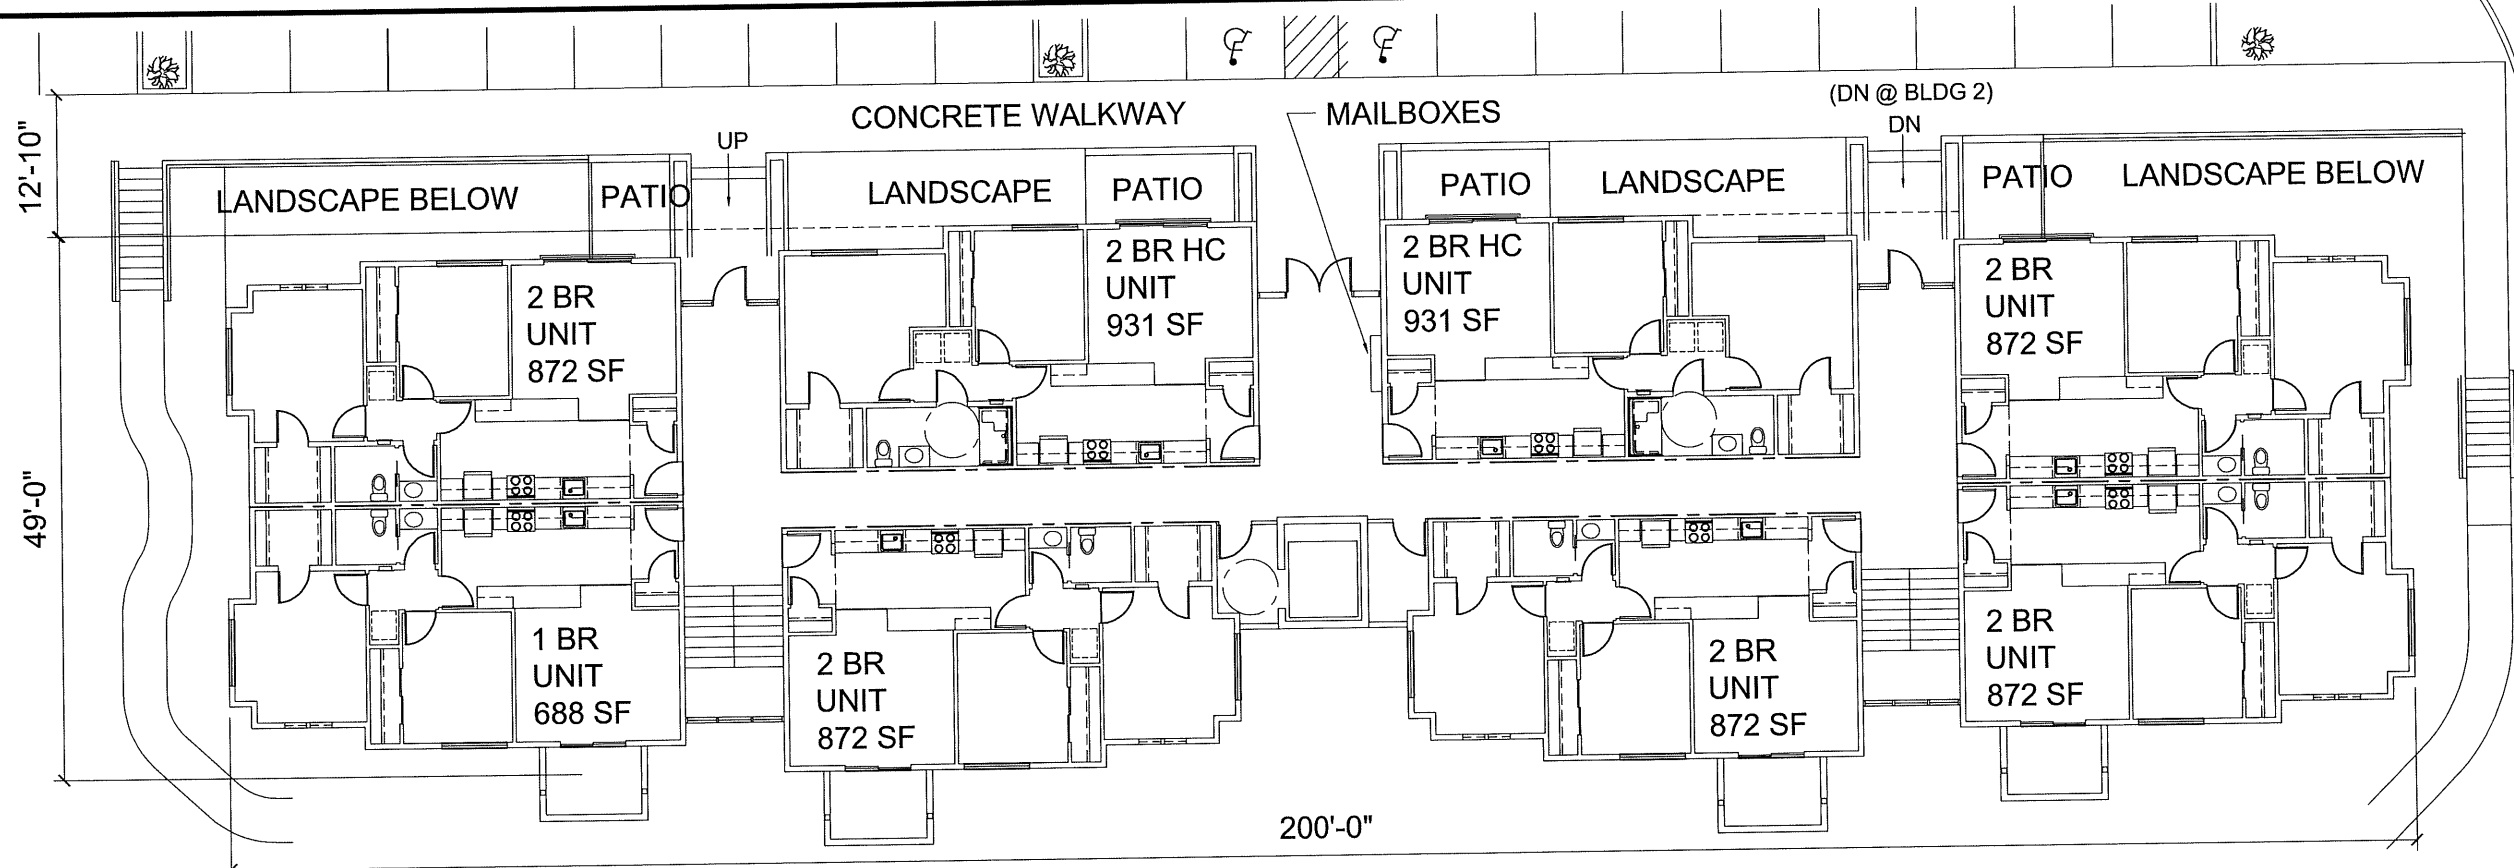 CONCRETE WALKWAY
MAILBOXES
(DN @ BLDG 2)
DN
UP
12'-10"
LANDSCAPE BELOW
PATIO
LANDSCAPE
PATIO
PATIO
LANDSCAPE
PATIO
LANDSCAPE BELOW
2 BR
UNIT
872 SF
2 BR HC
UNIT
931 SF
2 BR HC
UNIT
931 SF
2 BR
UNIT
872 SF
49'-0"
1 BR
UNIT
688 SF
2 BR
UNIT
872 SF
2 BR
UNIT
872 SF
2 BR
UNIT
872 SF
200'-0"